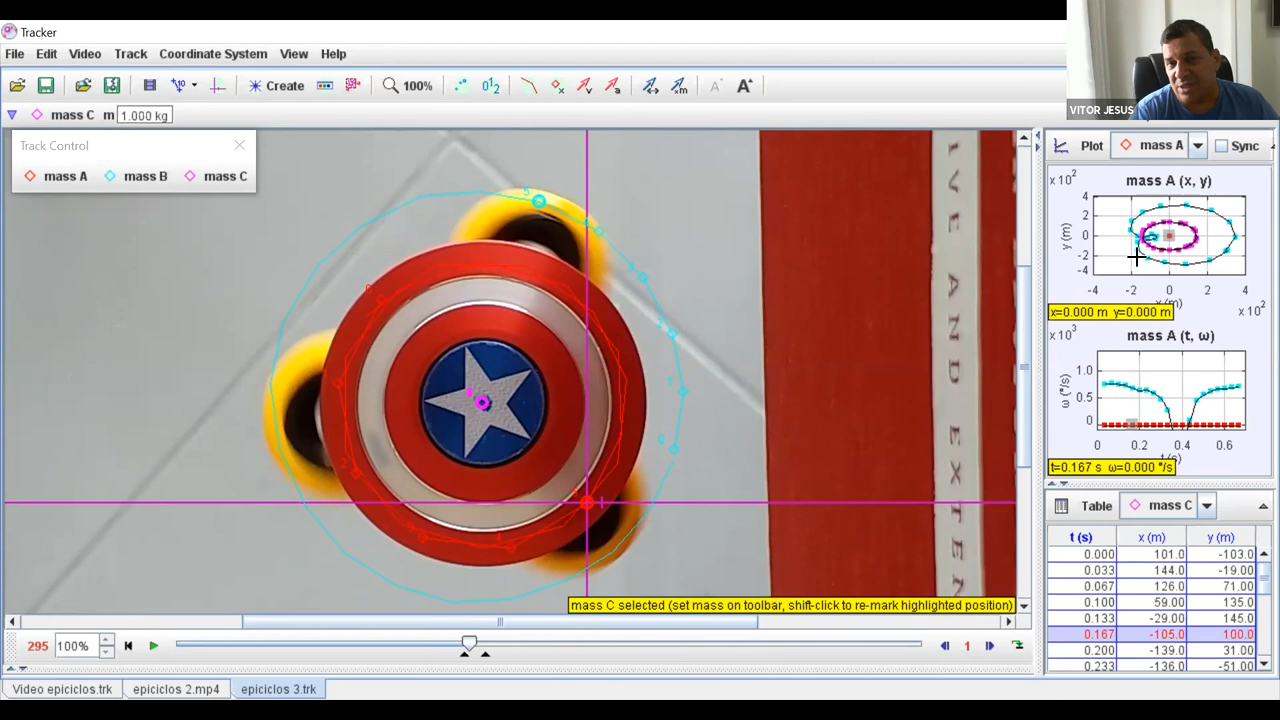 Tracker
File Edit Video Track Coordinate System View Help
Create 100%
mass C m 1.000 kg
VITOR JESUS
Track Control
mass A mass B mass C
Plot mass A Sync
x10²
mass A (x, y)
y (m)
4
2
0
-2
-4
-4 -2 0 2 4
x (m)
x10²
x=0.000 m y=0.000 m
x10³
mass A (t, ω)
ω (°/s)
1.0
0.5
0
0 0.2 0.4 0.6
t (s)
t=0.167 s ω=0.000 °/s
IVE AND EXTEN
Table mass C
t (s) x (m) y (m)
0.000 101.0 -103.0
0.033 144.0 -19.00
0.067 126.0 71.00
0.100 59.00 135.0
0.133 -29.00 145.0
0.167 -105.0 100.0
0.200 -139.0 31.00
0.233 -136.0 -51.00
mass C selected (set mass on toolbar, shift-click to re-mark highlighted position)
295 100% 1
Video epiciclos.trk epiciclos 2.mp4 epiciclos 3.trk